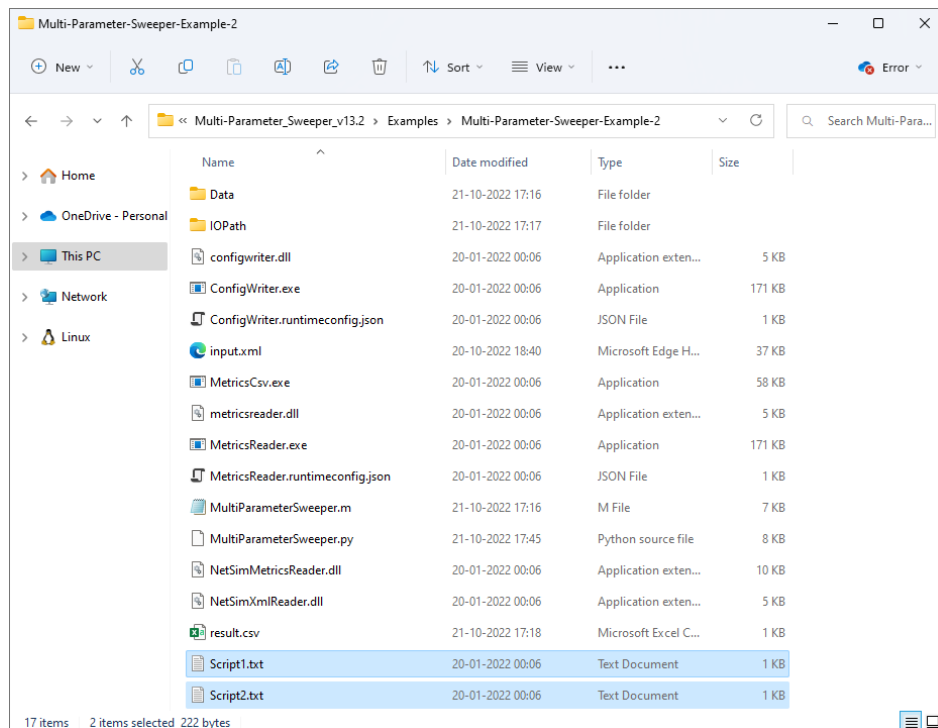 Multi-Parameter-Sweeper-Example-2
New Sort View ... Error
« Multi-Parameter_Sweeper_v13.2 > Examples > Multi-Parameter-Sweeper-Example-2 Search Multi-Para...
Name Date modified Type Size
Home
OneDrive - Personal
This PC
Network
Linux
Data 21-10-2022 17:16 File folder
IOPath 21-10-2022 17:17 File folder
configwriter.dll 20-01-2022 00:06 Application exten... 5 KB
ConfigWriter.exe 20-01-2022 00:06 Application 171 KB
ConfigWriter.runtimeconfig.json 20-01-2022 00:06 JSON File 1 KB
input.xml 20-10-2022 18:40 Microsoft Edge H... 37 KB
MetricsCsv.exe 20-01-2022 00:06 Application 58 KB
metricsreader.dll 20-01-2022 00:06 Application exten... 5 KB
MetricsReader.exe 20-01-2022 00:06 Application 171 KB
MetricsReader.runtimeconfig.json 20-01-2022 00:06 JSON File 1 KB
MultiParameterSweeper.m 21-10-2022 17:16 M File 7 KB
MultiParameterSweeper.py 21-10-2022 17:45 Python source file 8 KB
NetSimMetricsReader.dll 20-01-2022 00:06 Application exten... 10 KB
NetSimXmlReader.dll 20-01-2022 00:06 Application exten... 5 KB
result.csv 21-10-2022 17:18 Microsoft Excel C... 1 KB
Script1.txt 20-01-2022 00:06 Text Document 1 KB
Script2.txt 20-01-2022 00:06 Text Document 1 KB
17 items 2 items selected 222 bytes